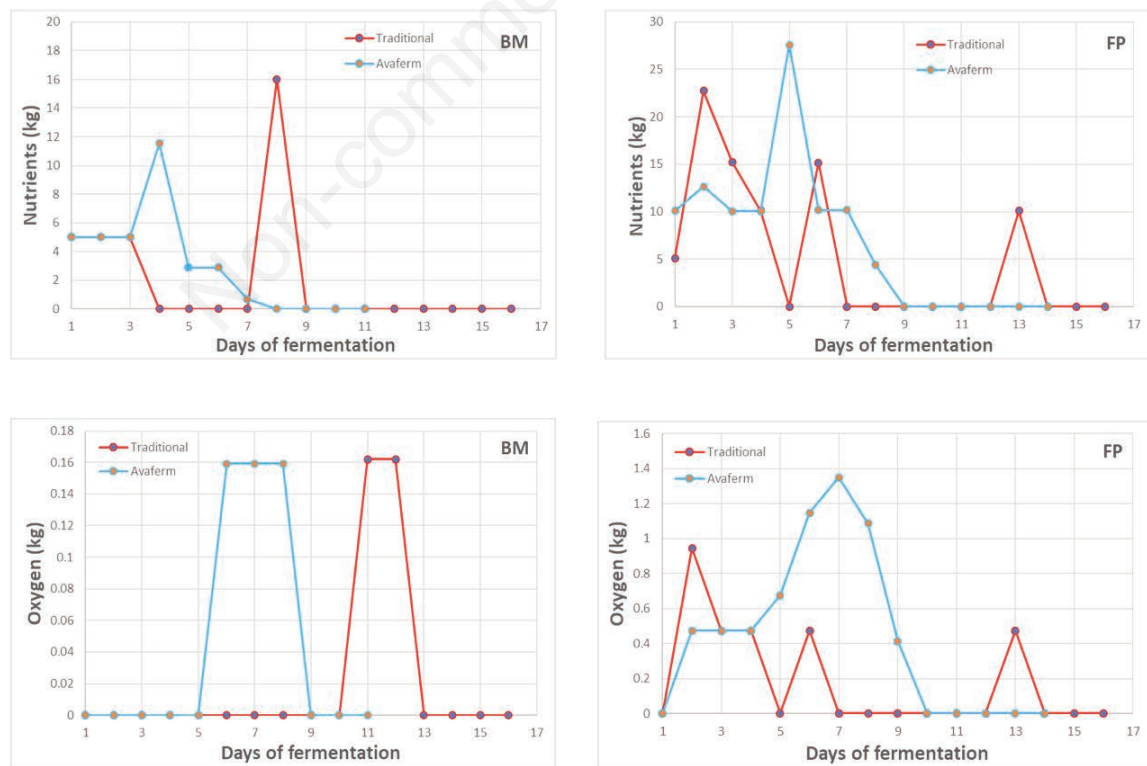 20
18
16
14
12
10
8
6
4
2
0
Nutrients (kg)
Traditional
Avaferm
BM
1 3 5 7 9 11 13 15 17
Days of fermentation
30
25
20
15
10
5
0
Nutrients (kg)
Traditional
Avaferm
FP
1 3 5 7 9 11 13 15 17
Days of fermentation
0.18
0.16
0.14
0.12
0.1
0.08
0.06
0.04
0.02
0
Oxygen (kg)
Traditional
Avaferm
BM
1 3 5 7 9 11 13 15 17
Days of fermentation
1.6
1.4
1.2
1
0.8
0.6
0.4
0.2
0
Oxygen (kg)
Traditional
Avaferm
FP
1 3 5 7 9 11 13 15 17
Days of fermentation
Non-comm